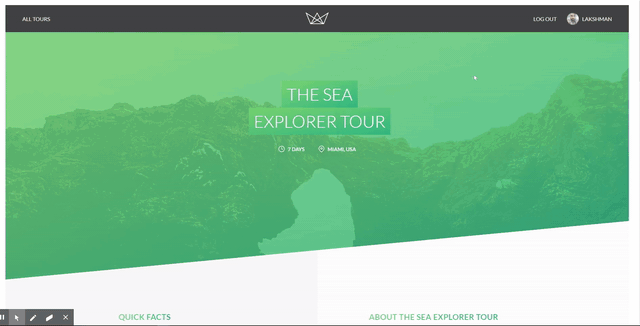 ALL TOURS
LOG OUT
LAKSHMAN
THE SEA
EXPLORER TOUR
7 DAYS
MIAMI, USA
QUICK FACTS
ABOUT THE SEA EXPLORER TOUR